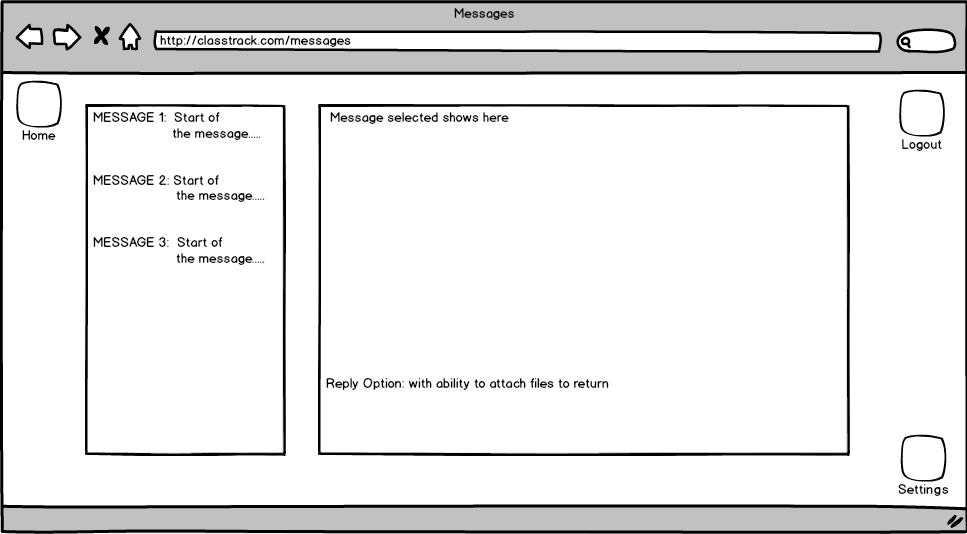 Messages
http://classtrack.com/messages
Home
MESSAGE 1: Start of
the message.....
MESSAGE 2: Start of
the message.....
MESSAGE 3: Start of
the message.....
Message selected shows here
Reply Option: with ability to attach files to return
Logout
Settings